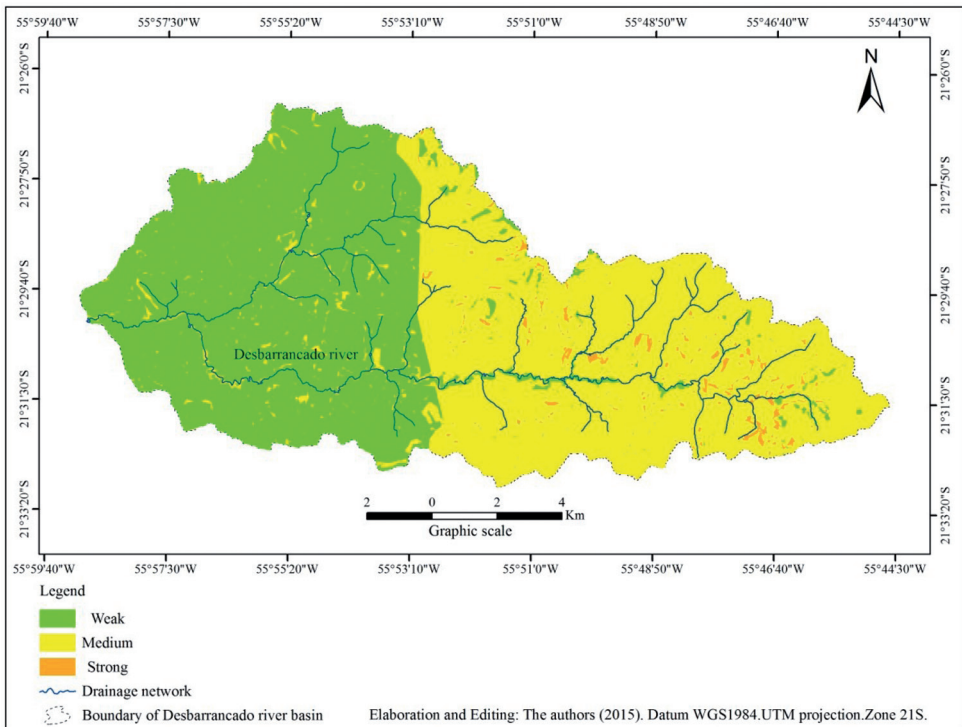 55°59'40"W 55°57'30"W 55°55'20"W 55°53'10"W 55°51'0"W 55°48'50"W 55°46'40"W 55°44'30"W
21°26'0"S 21°26'0"S
N
21°27'50"S 21°27'50"S
21°29'40"S 21°29'40"S
Desbarrancado river
21°31'30"S 21°31'30"S
21°33'20"S 21°33'20"S
2 0 2 4
Km
Graphic scale
55°59'40"W 55°57'30"W 55°55'20"W 55°53'10"W 55°51'0"W 55°48'50"W 55°46'40"W 55°44'30"W
Legend
Weak
Medium
Strong
Drainage network
Boundary of Desbarrancado river basin
Elaboration and Editing: The authors (2015). Datum WGS1984.UTM projection.Zone 21S.